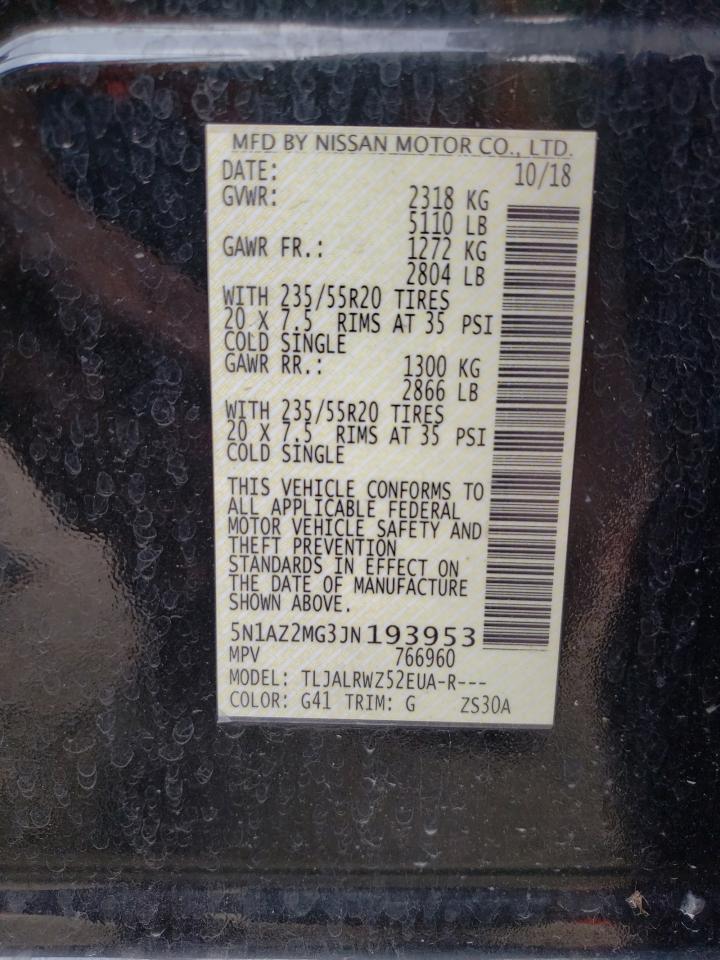 MFD BY NISSAN MOTOR CO., LTD.
DATE: 10/18
GVWR: 2318 KG
5110 LB
GAWR FR.: 1272 KG
2804 LB
WITH 235/55R20 TIRES
20 X 7.5 RIMS AT 35 PSI
COLD SINGLE
GAWR RR.: 1300 KG
2866 LB
WITH 235/55R20 TIRES
20 X 7.5 RIMS AT 35 PSI
COLD SINGLE
THIS VEHICLE CONFORMS TO
ALL APPLICABLE FEDERAL
MOTOR VEHICLE SAFETY AND
THEFT PREVENTION
STANDARDS IN EFFECT ON
THE DATE OF MANUFACTURE
SHOWN ABOVE.
5N1AZ2MG3JN193953
MPV 766960
MODEL: TLJALRWZ52EUA-R---
COLOR: G41 TRIM: G ZS30A